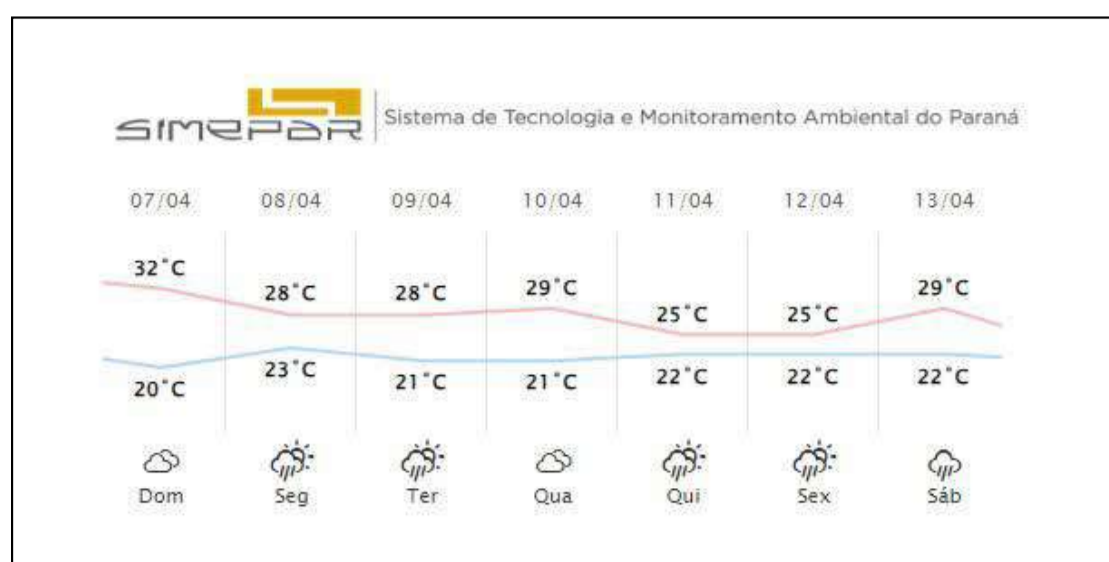 SIMEPAR
Sistema de Tecnologia e Monitoramento Ambiental do Paraná
07/04 08/04 09/04 10/04 11/04 12/04 13/04
32°C 28°C 28°C 29°C 25°C 25°C 29°C
20°C 23°C 21°C 21°C 22°C 22°C 22°C
Dom Seg Ter Qua Qui Sex Sáb